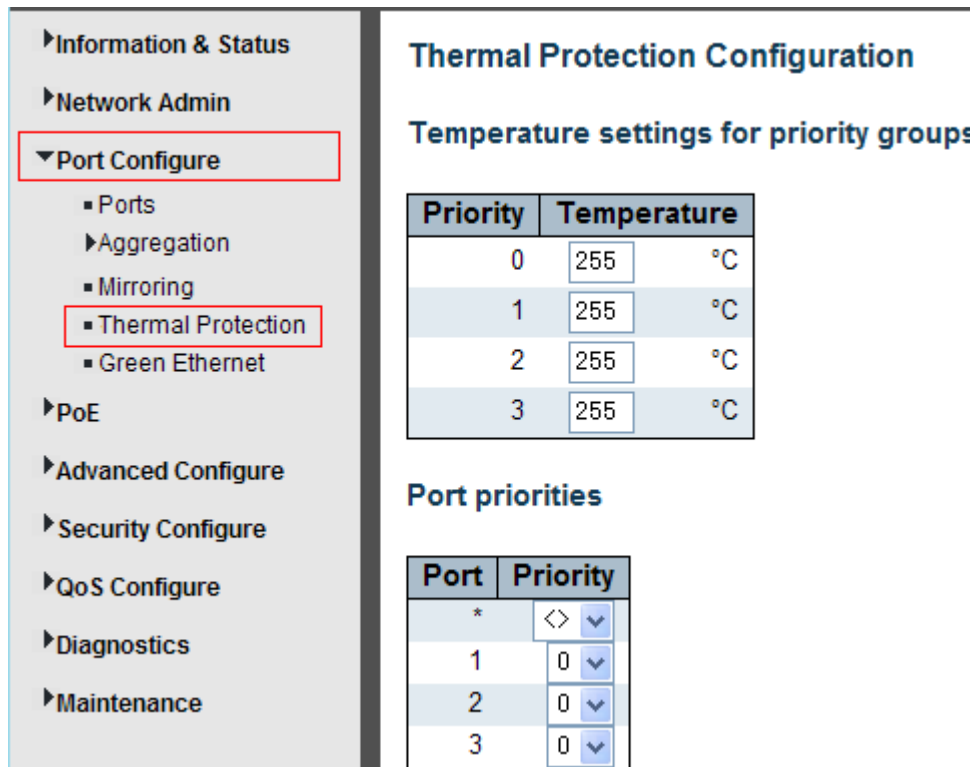 Information & Status
Network Admin
Port Configure
Ports
Aggregation
Mirroring
Thermal Protection
Green Ethernet
PoE
Advanced Configure
Security Configure
QoS Configure
Diagnostics
Maintenance
Thermal Protection Configuration
Temperature settings for priority groups
Priority Temperature
0 255 °C
1 255 °C
2 255 °C
3 255 °C
Port priorities
Port Priority
* <>
1 0
2 0
3 0